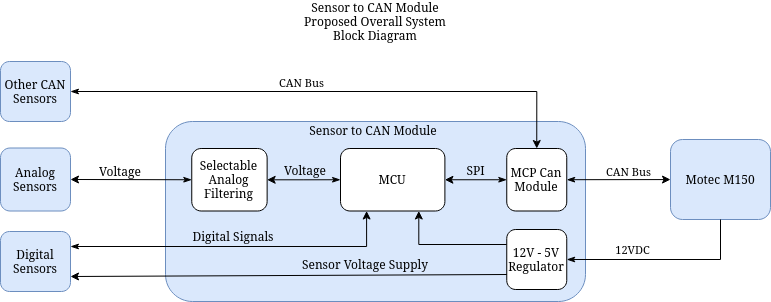 Sensor to CAN Module
Proposed Overall System
Block Diagram
Other CAN
Sensors
CAN Bus
Sensor to CAN Module
Analog
Sensors
Voltage
Selectable
Analog
Filtering
Voltage
MCU
SPI
MCP Can
Module
CAN Bus
Motec M150
Digital
Sensors
Digital Signals
Sensor Voltage Supply
12V - 5V
Regulator
12VDC